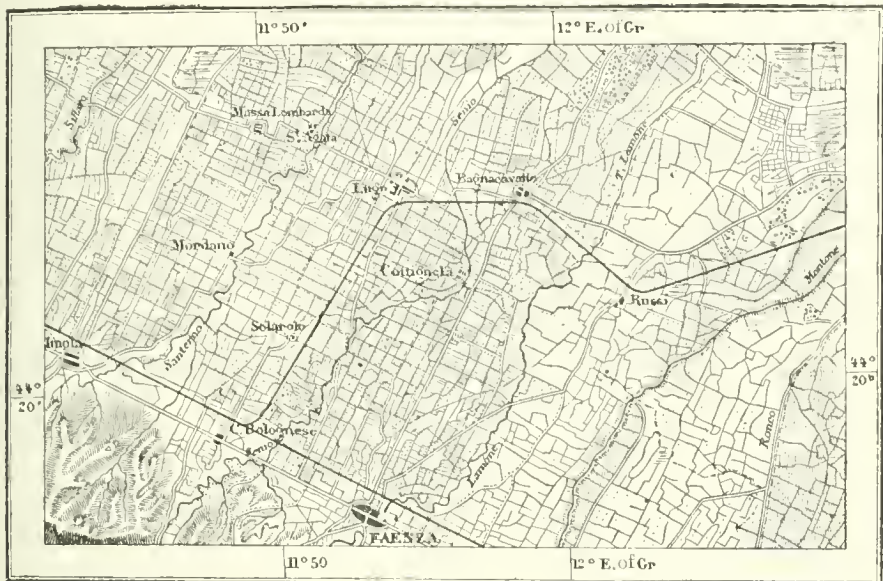 11° 50'
12° E. of Gr
Massa Lombarda
Sta Agata
Senio
T. Lamone
Lugo
Bagnacavallo
Mordano
Cotignola
Montone
Russi
Solarolo
Imola
Santerno
44°
20'
44°
20'
C. Bolognese
Senio
Lamone
Ronco
FAENZA
11° 50
12° E. of Gr